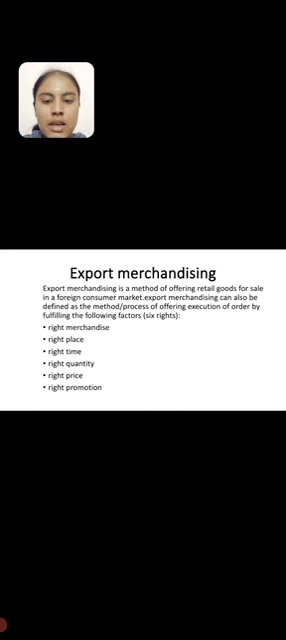 Export merchandising
Export merchandising is a method of offering retail goods for sale
in a foreign consumer market.export merchandising can also be
defined as the method/process of offering execution of order by
fulfilling the following factors (six rights):
• right merchandise
• right place
• right time
• right quantity
• right price
• right promotion